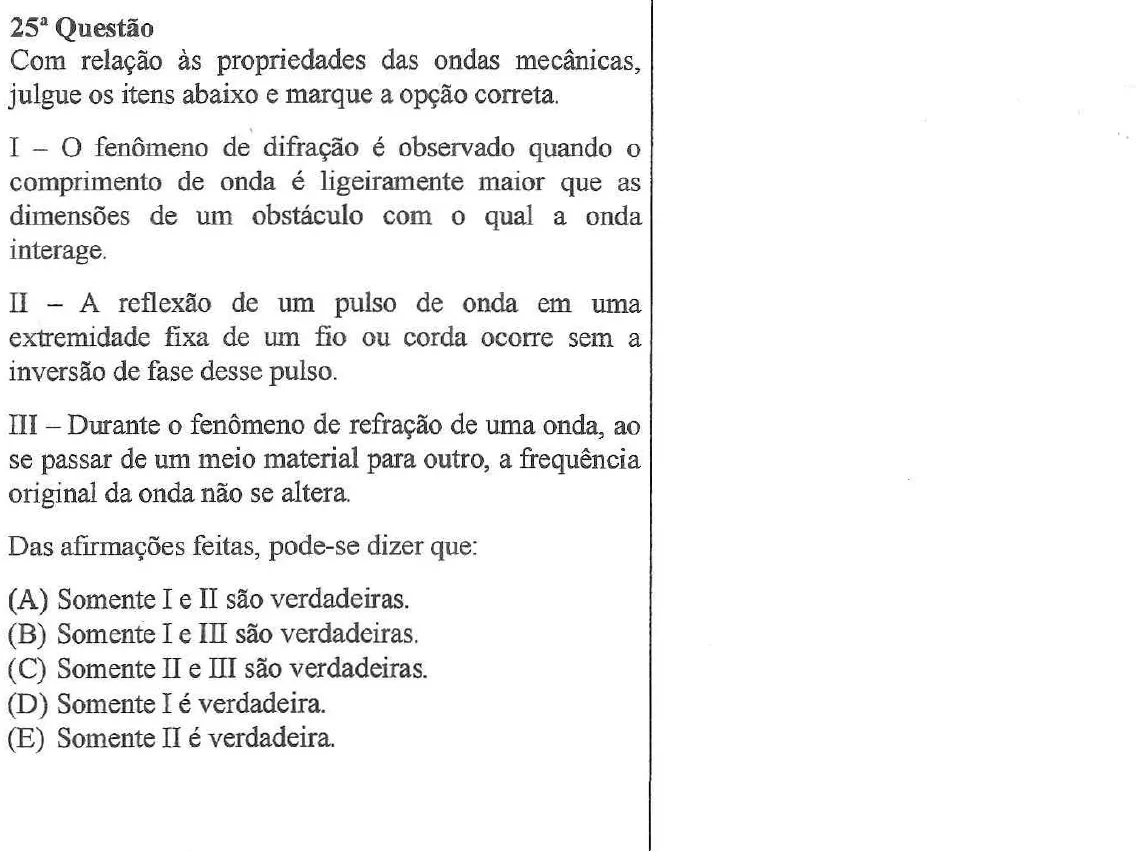 25ª Questão
Com relação às propriedades das ondas mecânicas,
julgue os itens abaixo e marque a opção correta.
I – O fenômeno de difração é observado quando o
comprimento de onda é ligeiramente maior que as
dimensões de um obstáculo com o qual a onda
interage.
II – A reflexão de um pulso de onda em uma
extremidade fixa de um fio ou corda ocorre sem a
inversão de fase desse pulso.
III – Durante o fenômeno de refração de uma onda, ao
se passar de um meio material para outro, a frequência
original da onda não se altera.
Das afirmações feitas, pode-se dizer que:
(A) Somente I e II são verdadeiras.
(B) Somente I e III são verdadeiras.
(C) Somente II e III são verdadeiras.
(D) Somente I é verdadeira.
(E) Somente II é verdadeira.